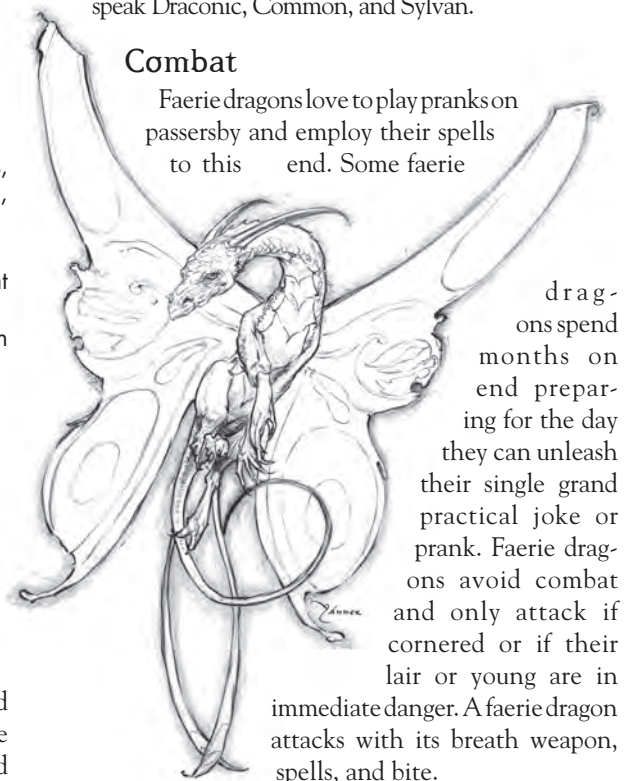 speak Draconic, Common, and Sylvan.
Combat
Faerie dragons love to play pranks on
passersby and employ their spells
to this end. Some faerie
drag-
ons spend
months on
end prepar-
ing for the day
they can unleash
their single grand
practical joke or
prank. Faerie drag-
ons avoid combat
and only attack if
cornered or if their
lair or young are in
immediate danger. A faerie dragon
attacks with its breath weapon,
spells, and bite.